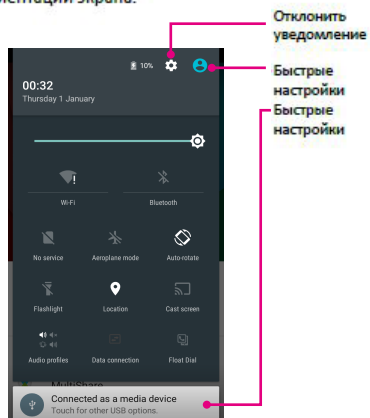 ментации экрана.
Отклонить
уведомление
10%
Быстрые
настройки
00:32
Thursday 1 January
Быстрые
настройки
Wi-Fi
Bluetooth
No service
Aeroplane mode
Auto-rotate
Flashlight
Location
Cast screen
Audio profiles
Data connection
Float Dial
MultiShare
Connected as a media device
Touch for other USB options.